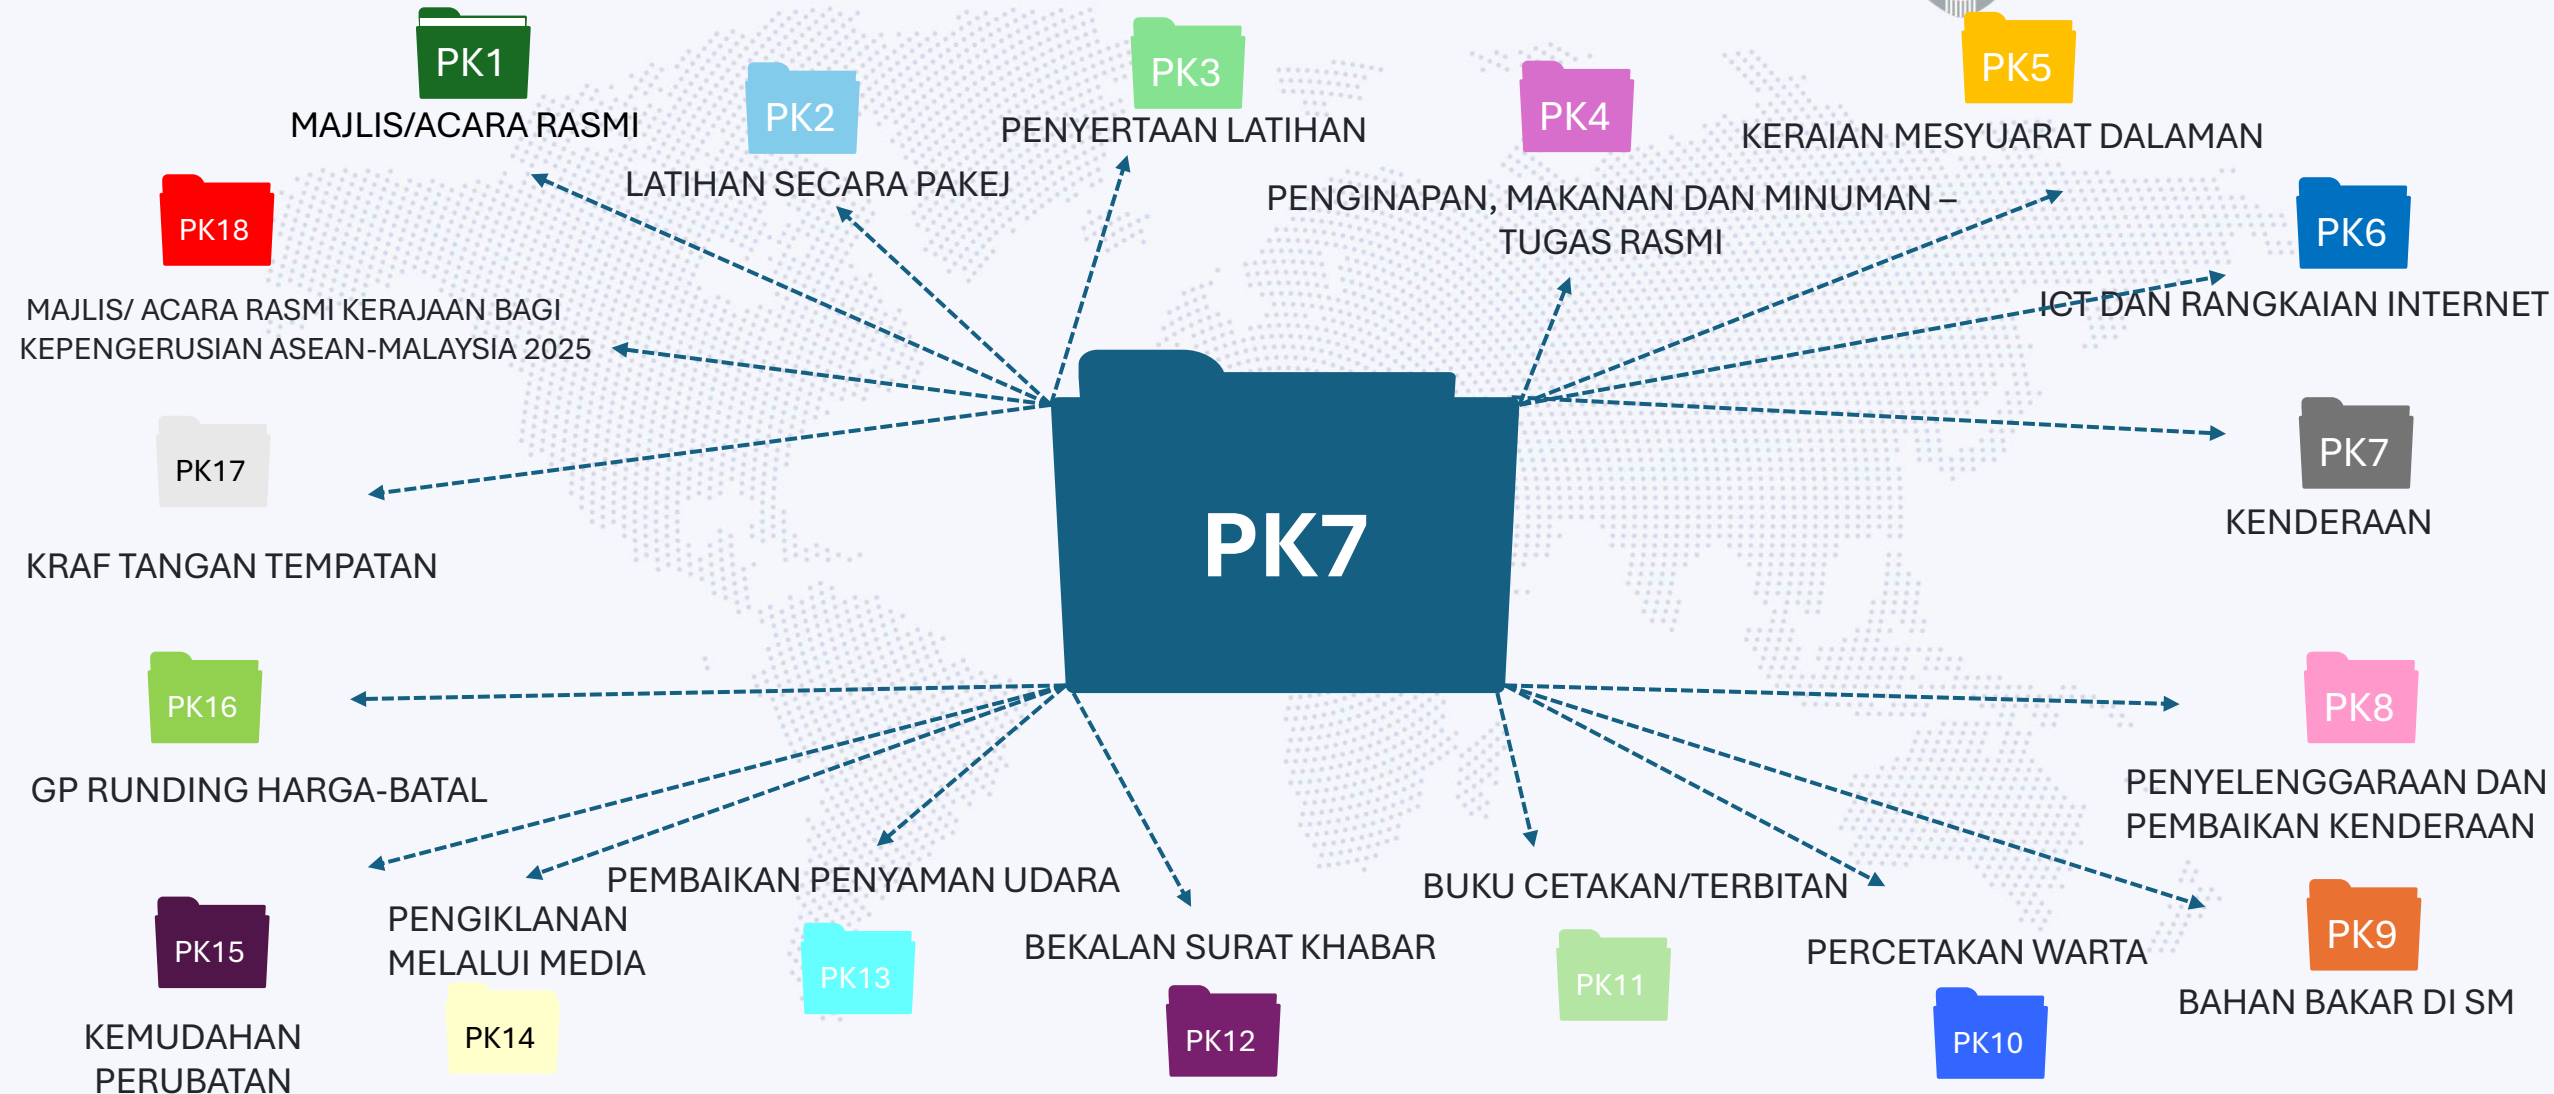 PK1
MAJLIS/ACARA RASMI
PK2
LATIHAN SECARA PAKEJ
PK3
PENYERTAAN LATIHAN
PK4
PENGINAPAN, MAKANAN DAN MINUMAN –
TUGAS RASMI
PK5
KERAIAN MESYUARAT DALAMAN
PK6
ICT DAN RANGKAIAN INTERNET
PK18
MAJLIS/ ACARA RASMI KERAJAAN BAGI
KEPENGERUSIAN ASEAN-MALAYSIA 2025
PK7
KENDERAAN
PK17
KRAF TANGAN TEMPATAN
PK7
PK16
GP RUNDING HARGA-BATAL
PK8
PENYELENGGARAAN DAN
PEMBAIKAN KENDERAAN
PK15
KEMUDAHAN
PERUBATAN
PENGIKLANAN
MELALUI MEDIA
PK14
PEMBAIKAN PENYAMAN UDARA
PK13
BEKALAN SURAT KHABAR
PK12
BUKU CETAKAN/TERBITAN
PK11
PERCETAKAN WARTA
PK10
PK9
BAHAN BAKAR DI SM